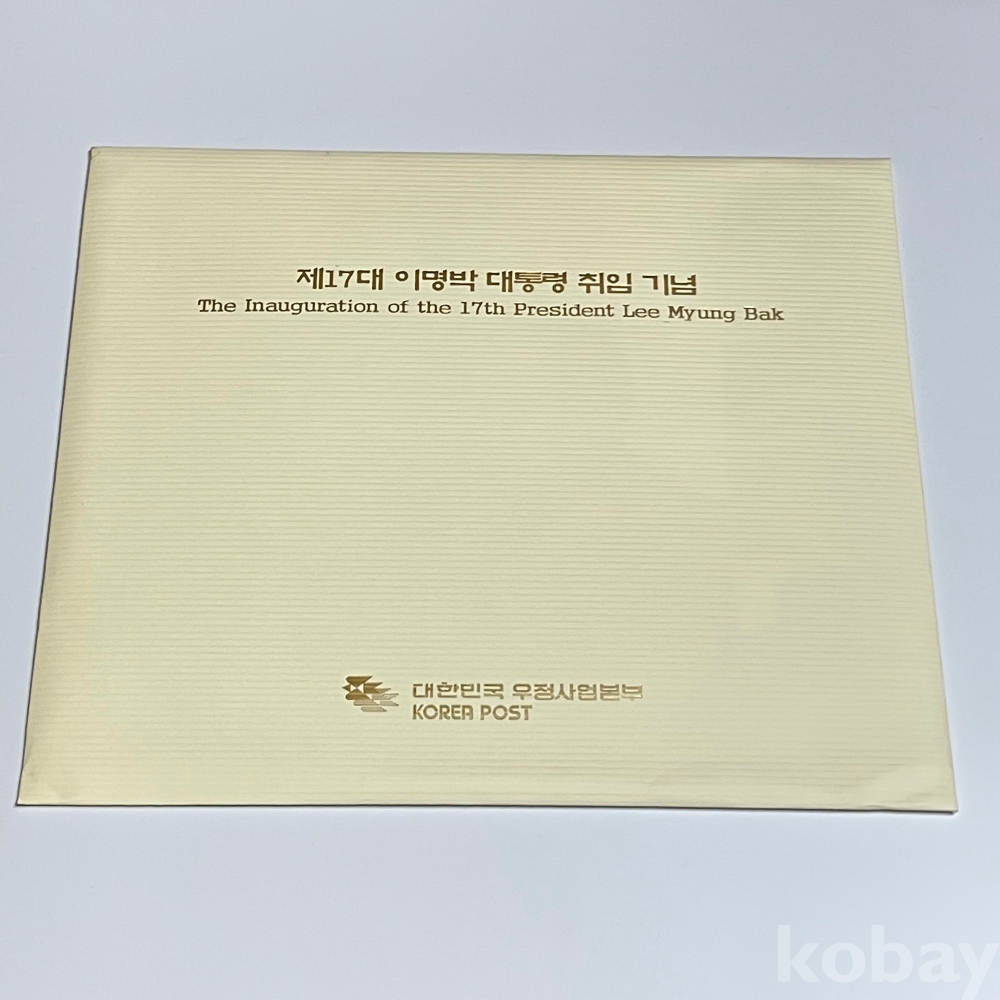 제17대 이명박 대통령 취임 기념
The Inauguration of the 17th President Lee Myung Bak
대한민국 우정사업본부
KOREA POST
kobay